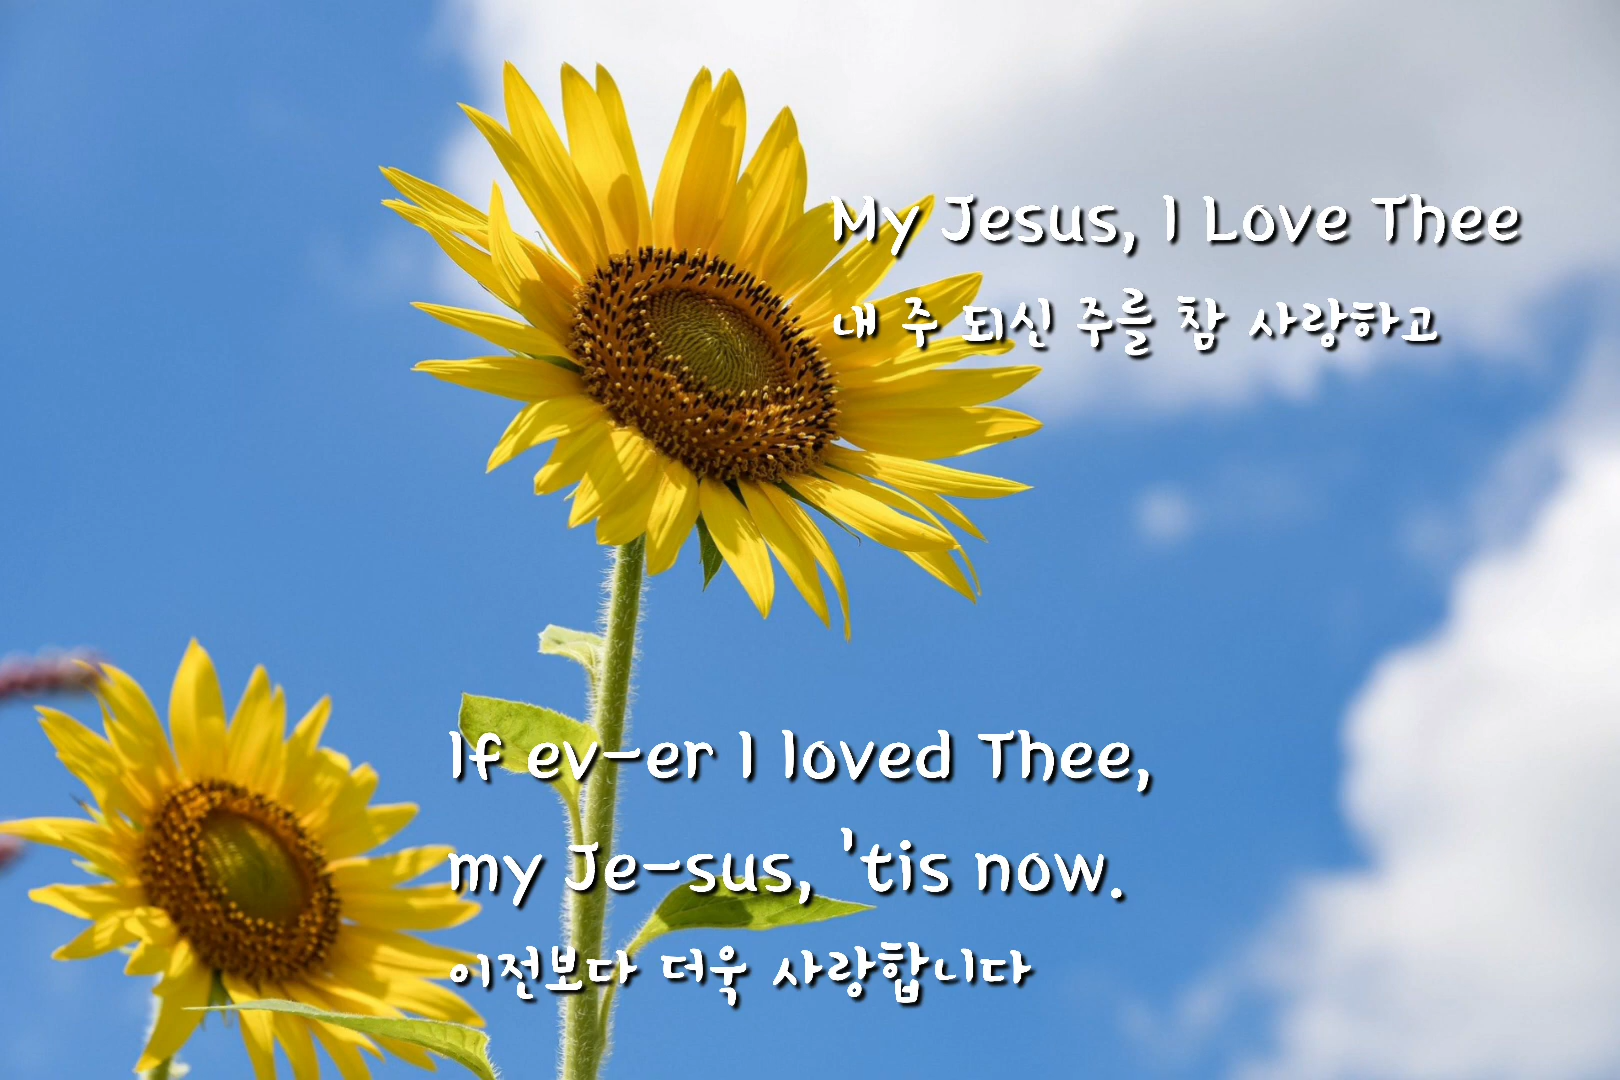 My Jesus, I Love Thee
내 주 되신 주를 참 사랑하고
If ev-er I loved Thee,
my Je-sus, 'tis now.
이전보다 더욱 사랑합니다